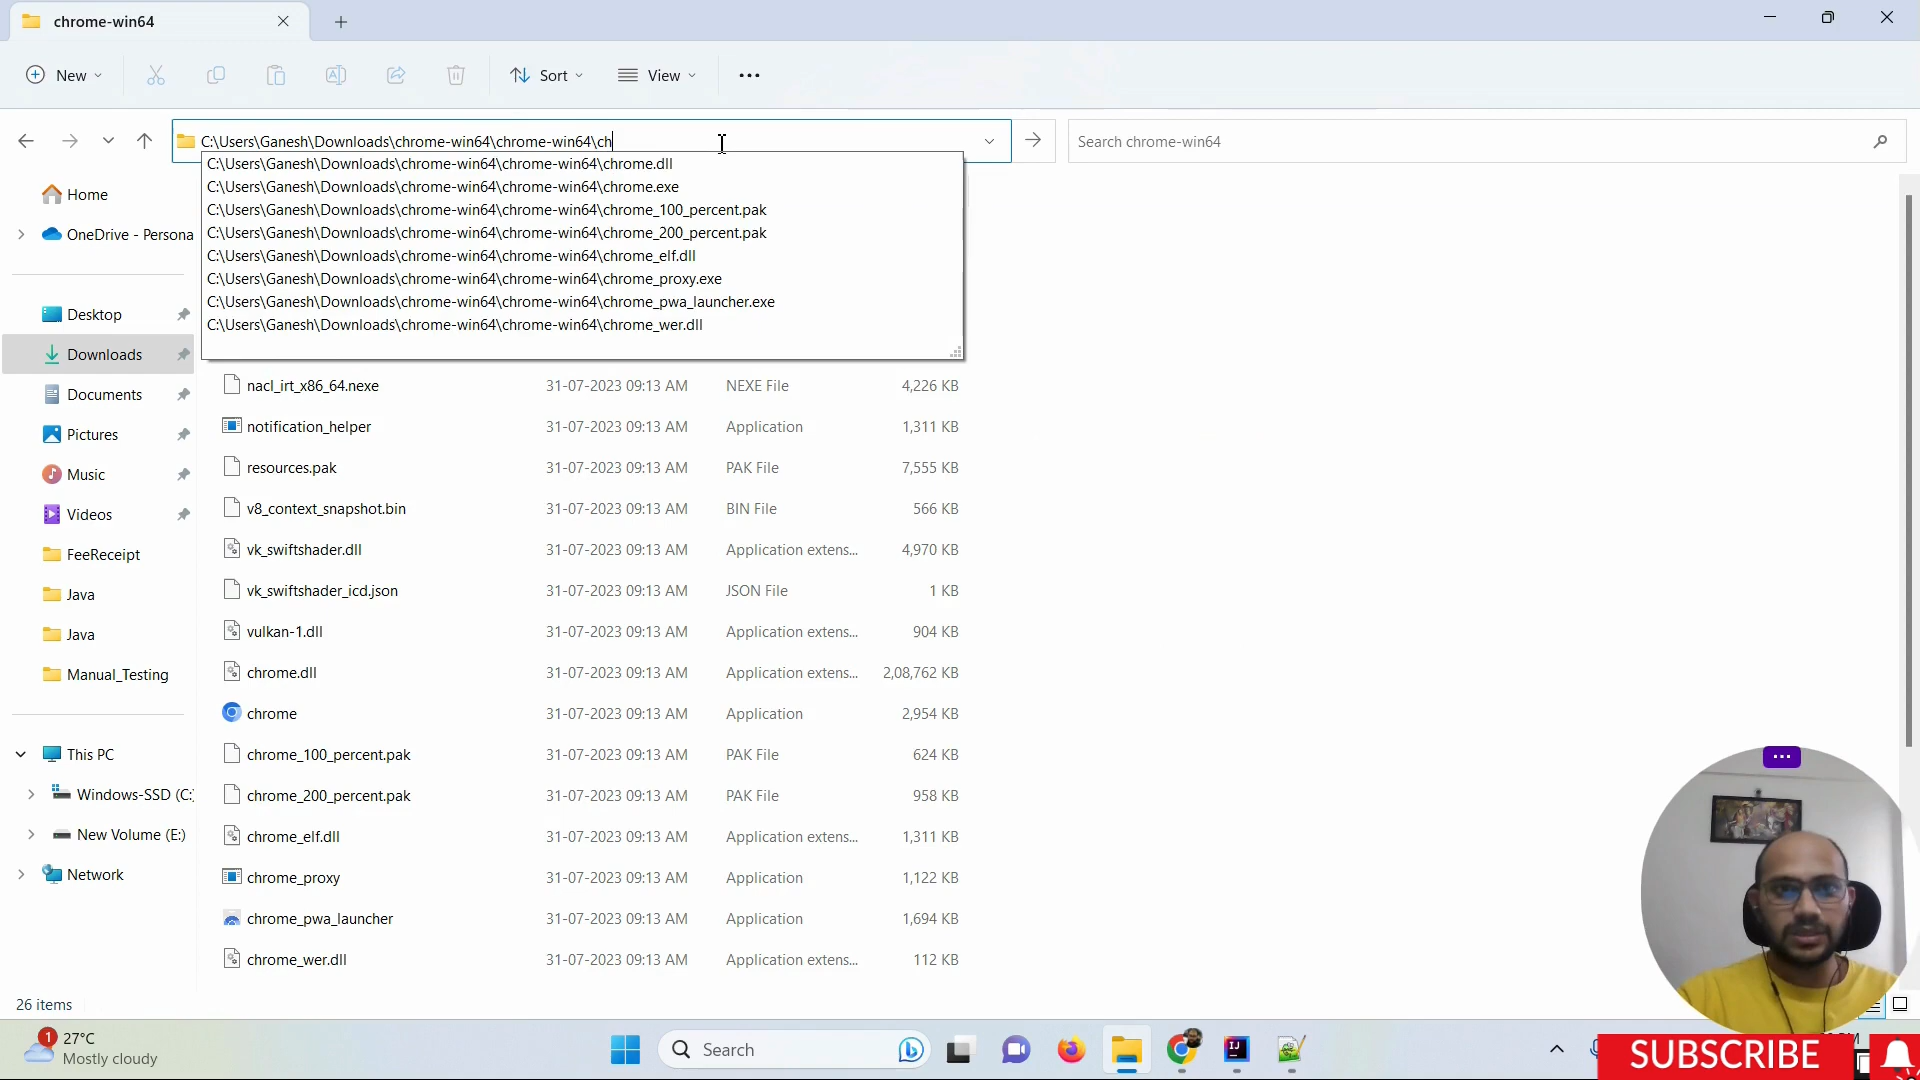 chrome-win64
New
Sort
View
C:\Users\Ganesh\Downloads\chrome-win64\chrome-win64\ch
Search chrome-win64
C:\Users\Ganesh\Downloads\chrome-win64\chrome-win64\chrome.dll
C:\Users\Ganesh\Downloads\chrome-win64\chrome-win64\chrome.exe
C:\Users\Ganesh\Downloads\chrome-win64\chrome-win64\chrome_100_percent.pak
C:\Users\Ganesh\Downloads\chrome-win64\chrome-win64\chrome_200_percent.pak
C:\Users\Ganesh\Downloads\chrome-win64\chrome-win64\chrome_elf.dll
C:\Users\Ganesh\Downloads\chrome-win64\chrome-win64\chrome_proxy.exe
C:\Users\Ganesh\Downloads\chrome-win64\chrome-win64\chrome_pwa_launcher.exe
C:\Users\Ganesh\Downloads\chrome-win64\chrome-win64\chrome_wer.dll
Home
OneDrive - Persona
Desktop
Downloads
Documents
Pictures
Music
Videos
FeeReceipt
Java
Java
Manual_Testing
This PC
Windows-SSD (C:)
New Volume (E:)
Network
nacl_irt_x86_64.nexe 31-07-2023 09:13 AM NEXE File 4,226 KB
notification_helper 31-07-2023 09:13 AM Application 1,311 KB
resources.pak 31-07-2023 09:13 AM PAK File 7,555 KB
v8_context_snapshot.bin 31-07-2023 09:13 AM BIN File 566 KB
vk_swiftshader.dll 31-07-2023 09:13 AM Application extens... 4,970 KB
vk_swiftshader_icd.json 31-07-2023 09:13 AM JSON File 1 KB
vulkan-1.dll 31-07-2023 09:13 AM Application extens... 904 KB
chrome.dll 31-07-2023 09:13 AM Application extens... 2,08,762 KB
chrome 31-07-2023 09:13 AM Application 2,954 KB
chrome_100_percent.pak 31-07-2023 09:13 AM PAK File 624 KB
chrome_200_percent.pak 31-07-2023 09:13 AM PAK File 958 KB
chrome_elf.dll 31-07-2023 09:13 AM Application extens... 1,311 KB
chrome_proxy 31-07-2023 09:13 AM Application 1,122 KB
chrome_pwa_launcher 31-07-2023 09:13 AM Application 1,694 KB
chrome_wer.dll 31-07-2023 09:13 AM Application extens... 112 KB
26 items
1
27°C
Mostly cloudy
Search
SUBSCRIBE